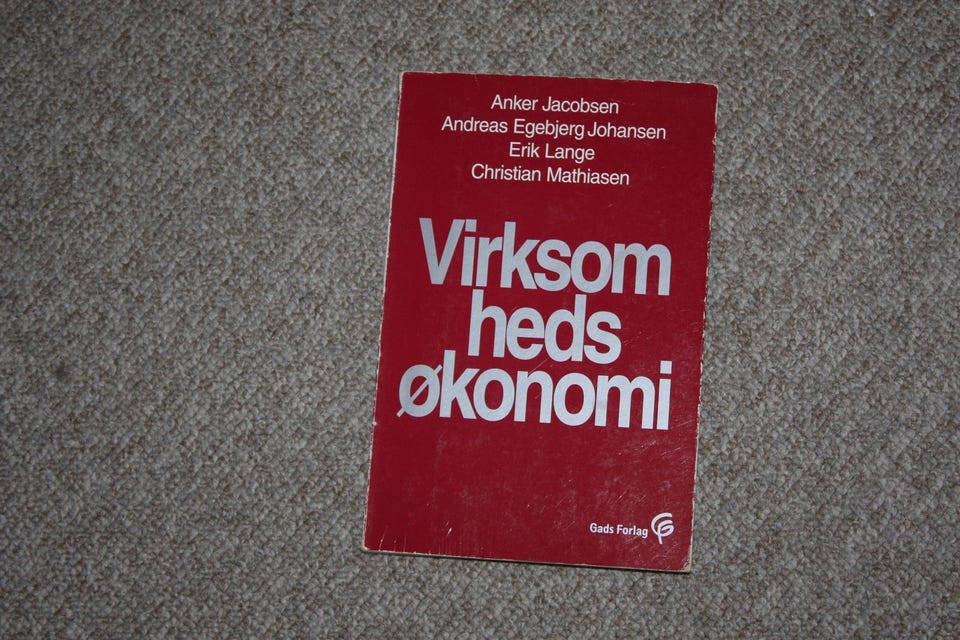 Anker Jacobsen
Andreas Egebjerg Johansen
Erik Lange
Christian Mathiasen
Virksom
heds
økonomi
Gads Forlag